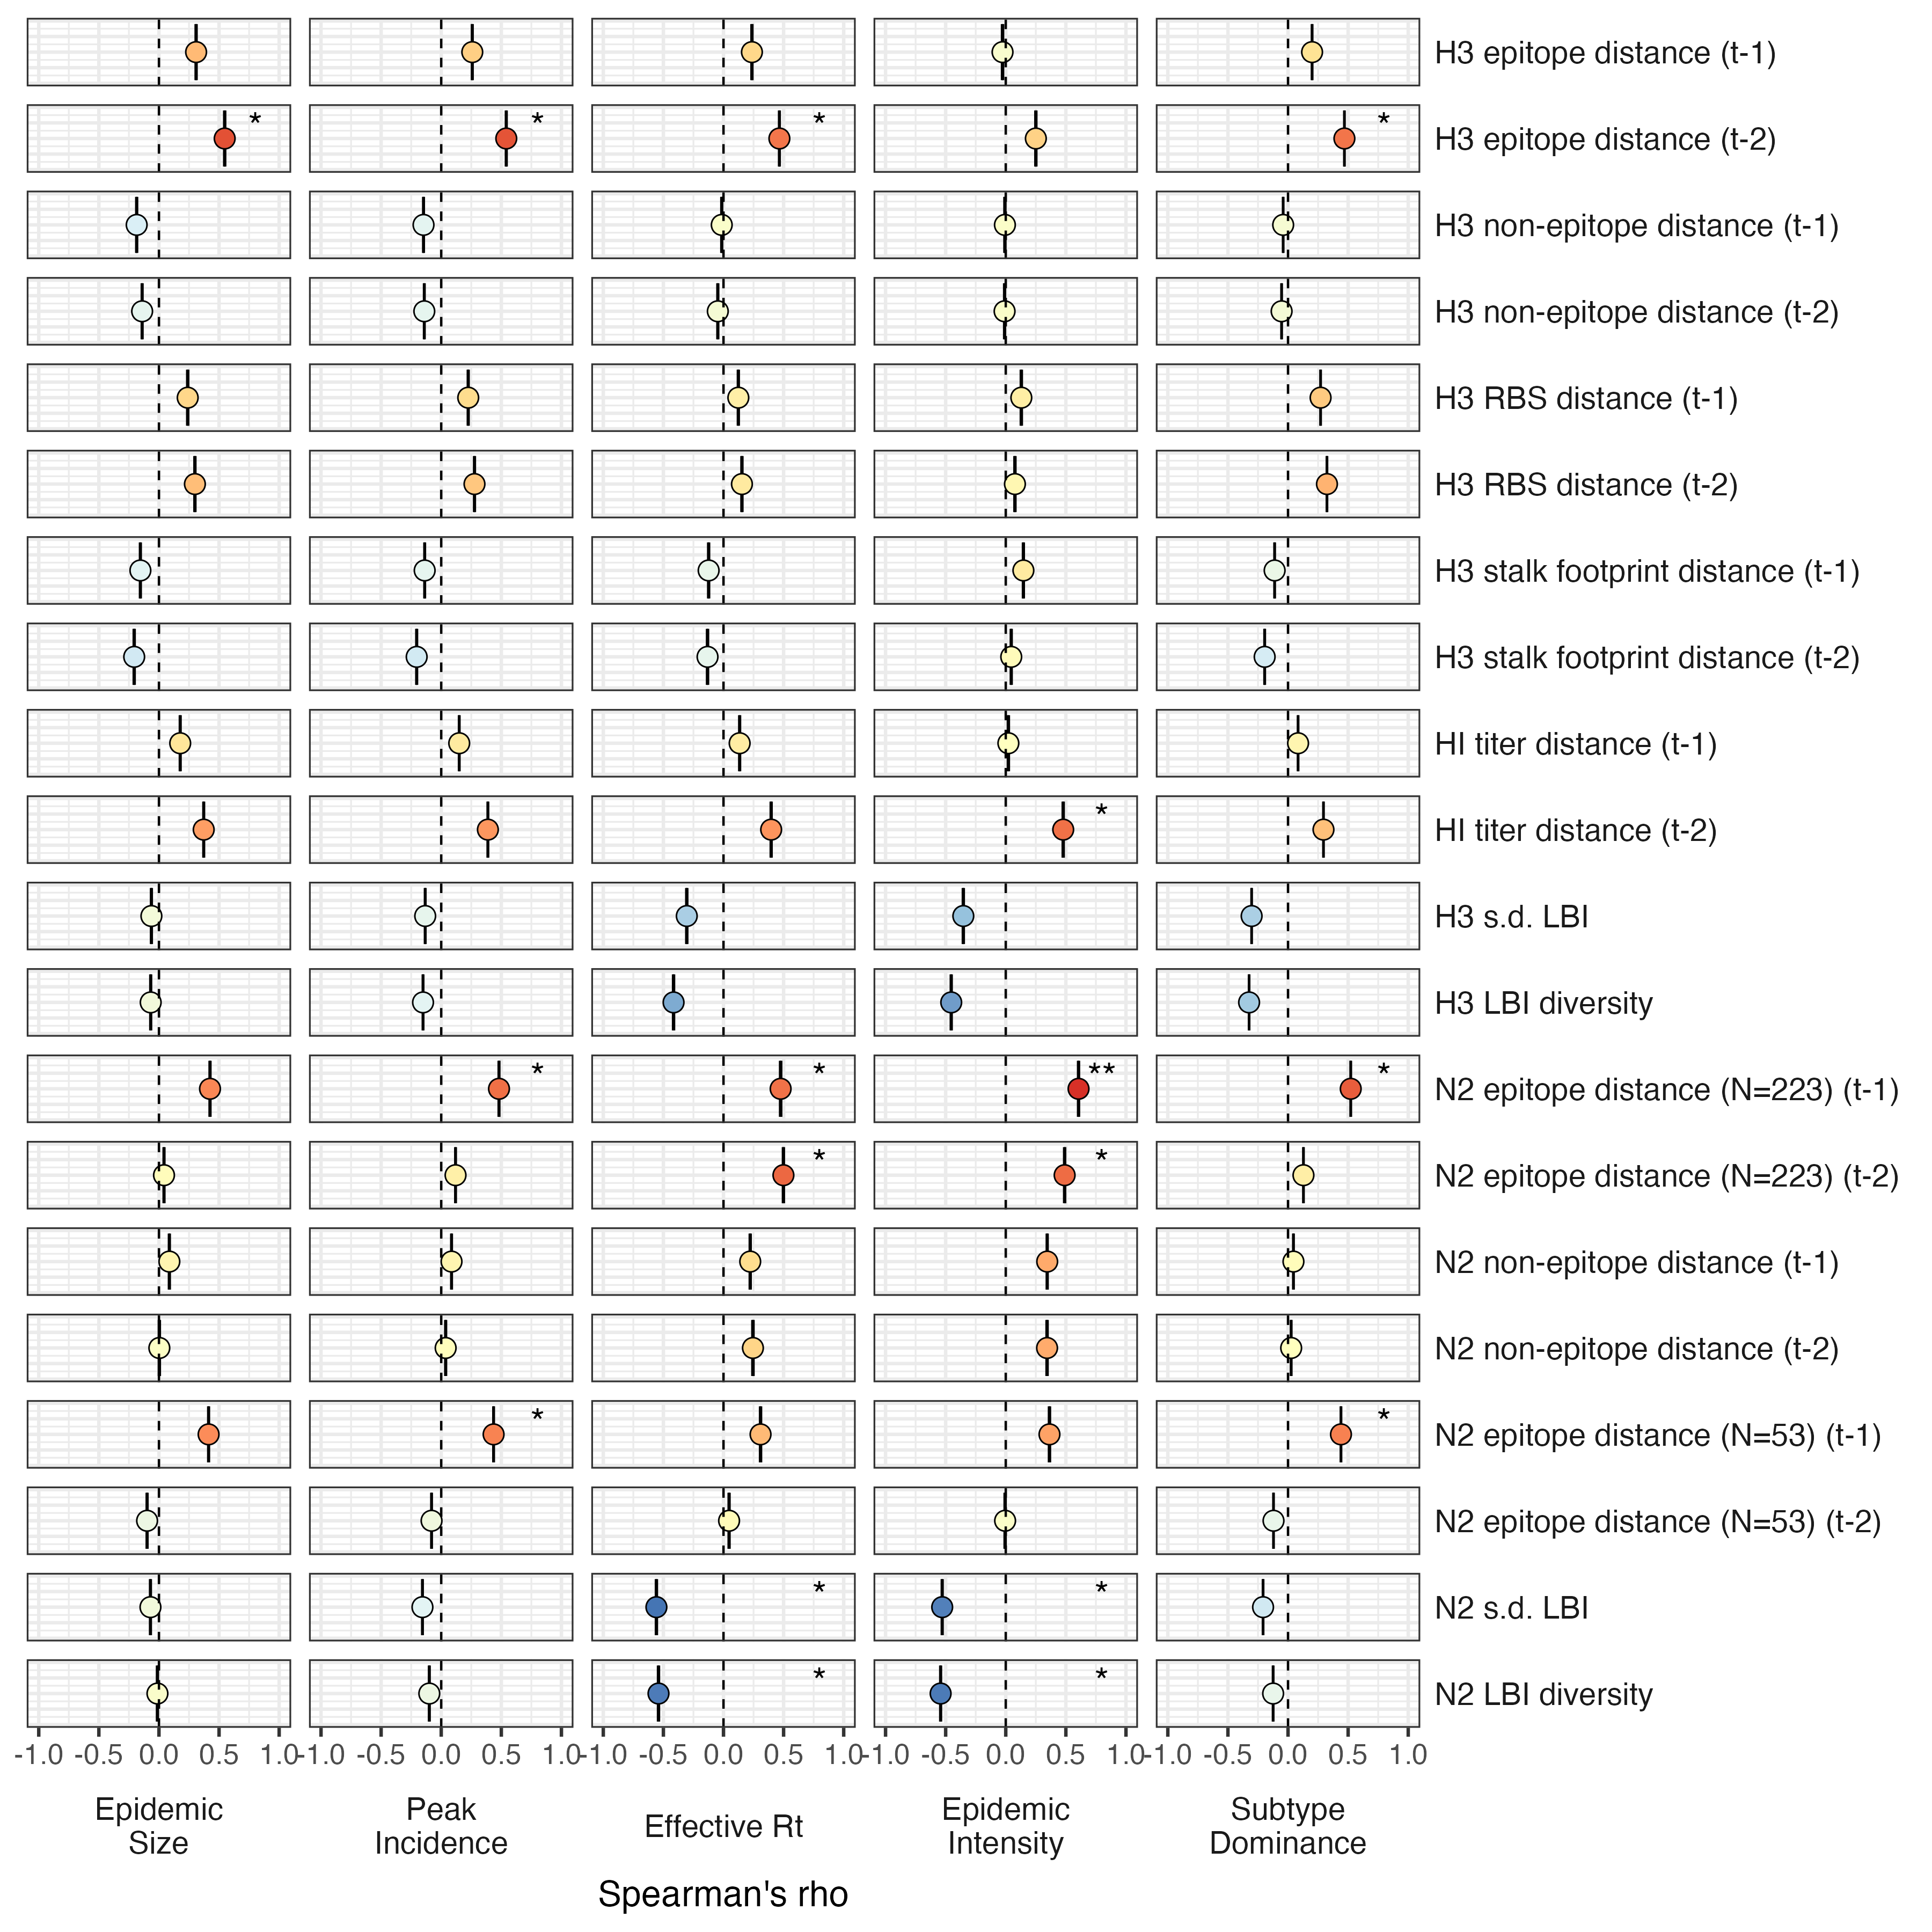 H3 epitope distance (t-1)
* * * * H3 epitope distance (t-2)
H3 non-epitope distance (t-1)
H3 non-epitope distance (t-2)
H3 RBS distance (t-1)
H3 RBS distance (t-2)
H3 stalk footprint distance (t-1)
H3 stalk footprint distance (t-2)
HI titer distance (t-1)
* HI titer distance (t-2)
H3 s.d. LBI
H3 LBI diversity
* * ** * N2 epitope distance (N=223) (t-1)
* * N2 epitope distance (N=223) (t-2)
N2 non-epitope distance (t-1)
N2 non-epitope distance (t-2)
* * N2 epitope distance (N=53) (t-1)
N2 epitope distance (N=53) (t-2)
* * N2 s.d. LBI
* * N2 LBI diversity
-1.0 -0.5 0.0 0.5 1.0 -1.0 -0.5 0.0 0.5 1.0 -1.0 -0.5 0.0 0.5 1.0 -1.0 -0.5 0.0 0.5 1.0 -1.0 -0.5 0.0 0.5 1.0
Epidemic
Size
Peak
Incidence
Effective Rt
Epidemic
Intensity
Subtype
Dominance
Spearman's rho